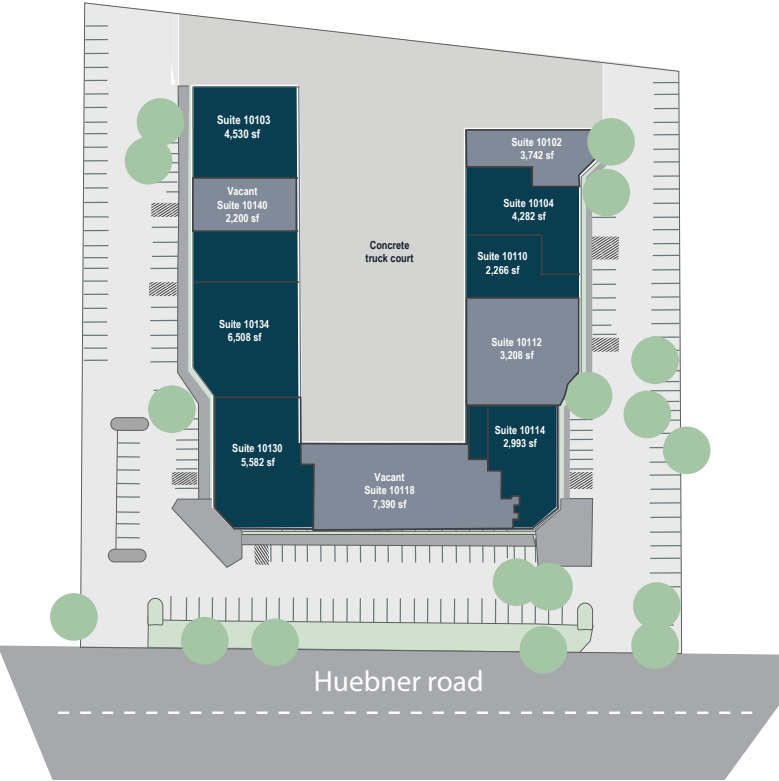 Suite 10103
4,530 sf
Vacant
Suite 10140
2,200 sf
Suite 10134
6,508 sf
Suite 10130
5,582 sf
Concrete
truck court
Vacant
Suite 10118
7,390 sf
Suite 10102
3,742 sf
Suite 10104
4,282 sf
Suite 10110
2,266 sf
Suite 10112
3,208 sf
Suite 10114
2,993 sf
Huebner road